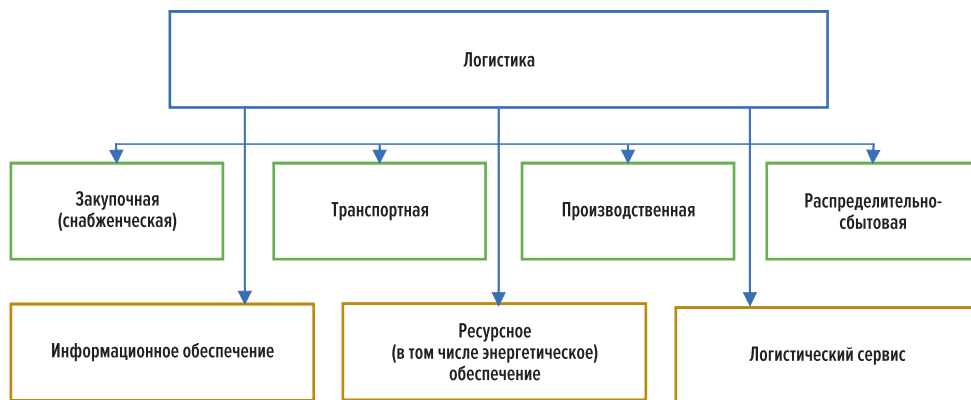 Логистика
Закупочная
(снабженческая)
Транспортная
Производственная
Распределительно-
сбытовая
Информационное обеспечение
Ресурсное
(в том числе энергетическое)
обеспечение
Логистический сервис